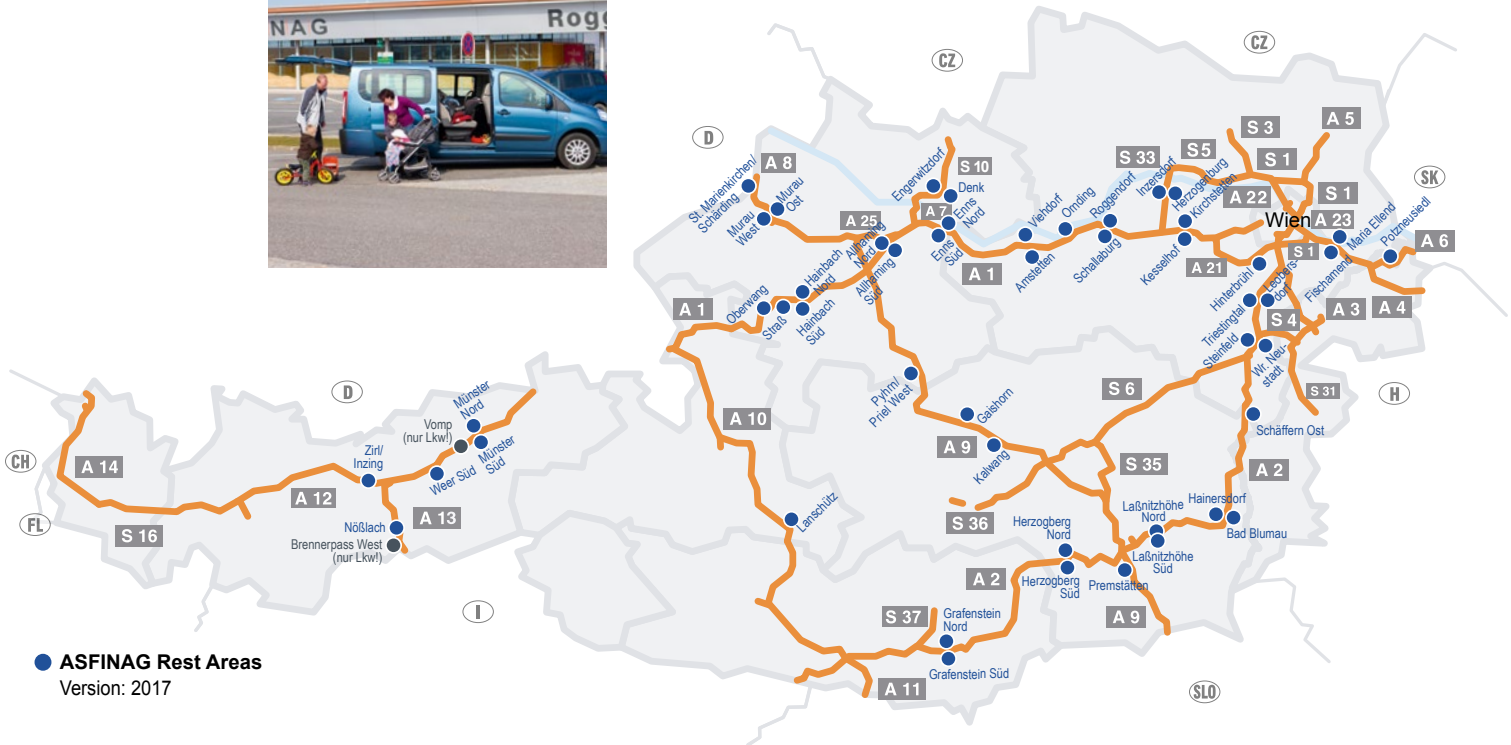 NAG
Rogg
CZ
CZ
D
A 5
S 3
S 1
S 5
S 33
A 8
S 10
SK
St. Marienkirchen/
Schärding
Murau
Ost
Murau
West
Engerwitzdorf
Denk
A 7
Enns
Nord
Enns
Süd
A 25
Allhaming
Nord
Allhaming
Süd
Viehdorf
Amstetten
Ornding
Roggendorf
Schallaburg
Inzersdorf
Herzogenburg
Kirchstetten
Kesselhof
A 22
S 1
Wien
A 23
Maria Ellend
Potzneusiedl
A 6
S 1
Fischamend
A 21
Hinterbrühl
Leobers-
dorf
A 4
A 1
A 1
Oberwang
Straß
Hainbach
Nord
Hainbach
Süd
Triestingtal
Steinfeld
S 4
A 3
Wr. Neu-
stadt
S 31
H
Pyhrn/
Priel West
Gaishorn
A 9
Kalwang
S 6
Schäffern Ost
A 10
S 35
A 2
D
Münster
Nord
Vomp
(nur Lkw!)
Münster
Süd
Zirl/
Inzing
Weer Süd
CH
A 14
A 12
A 13
FL
S 16
Nößlach
Brennerpass West
(nur Lkw!)
Lanschütz
S 36
Herzogberg
Nord
Herzogberg
Süd
Laßnitzhöhe
Nord
Laßnitzhöhe
Süd
Hainersdorf
Bad Blumau
Premstätten
A 2
A 9
I
S 37
Grafenstein
Nord
Grafenstein Süd
A 11
SLO
ASFINAG Rest Areas
Version: 2017